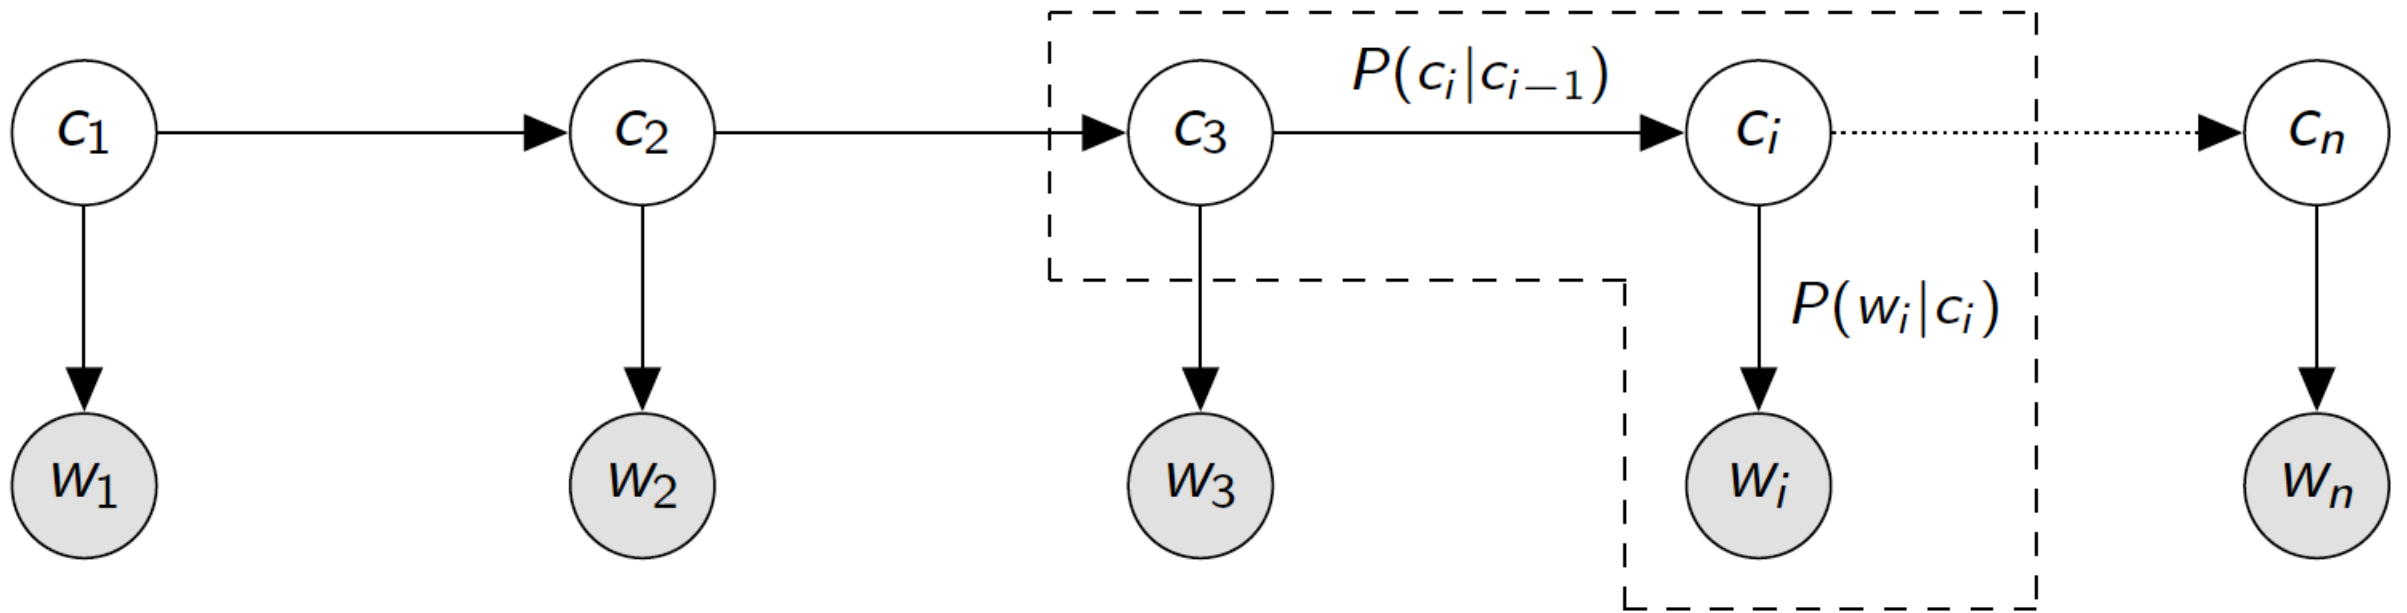 P(c_i|c_{i−1})
c_1 c_2 c_3 c_i c_n
P(w_i|c_i)
w_1 w_2 w_3 w_i w_n